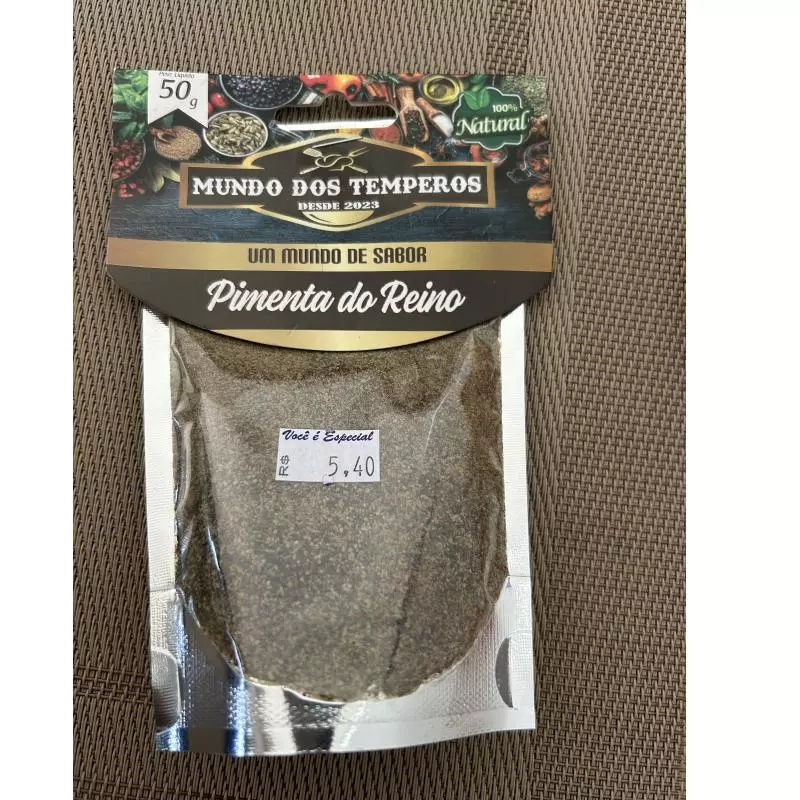 Peso Líquido
50g
100%
Natural
MUNDO DOS TEMPEROS
DESDE 2023
UM MUNDO DE SABOR
Pimenta do Reino
Você é Especial
R$ 5,40